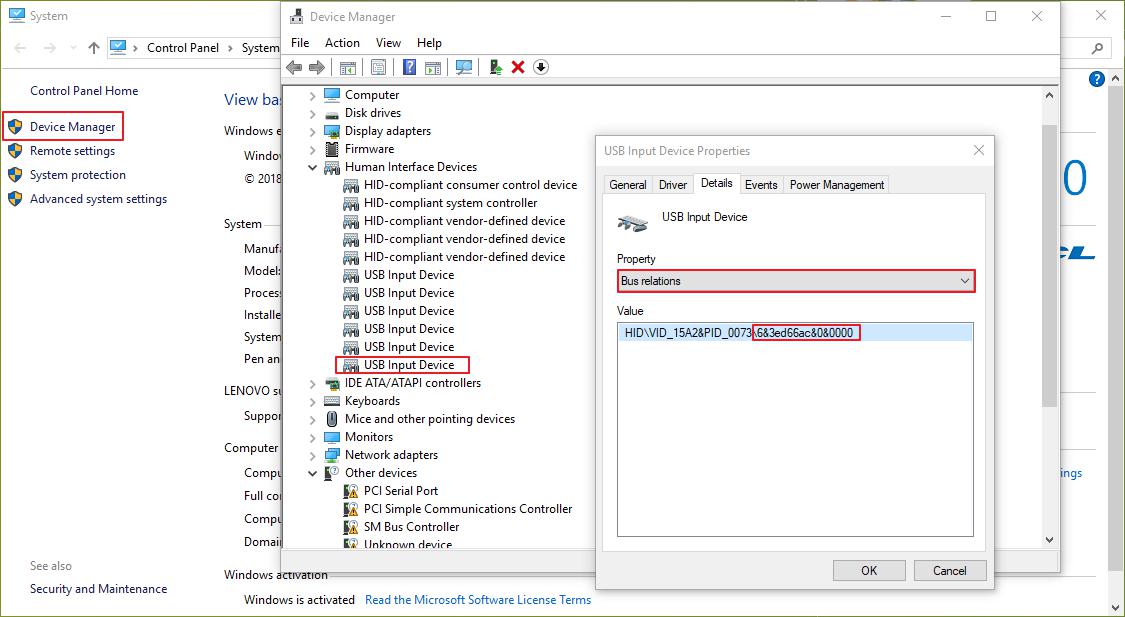 System
Control Panel
System
Control Panel Home
Device Manager
Remote settings
System protection
Advanced system settings
See also
Security and Maintenance
View ba
Windows e
Windo
© 2018
System
Manufa
Model:
Proces
Installe
System
Pen an
LENOVO su
Suppor
Computer
Compu
Full co
Compu
Domai
Windows activation
Windows is activated Read the Microsoft Software License Terms
0
ings
Device Manager
File Action View Help
Computer
Disk drives
Display adapters
Firmware
Human Interface Devices
HID-compliant consumer control device
HID-compliant system controller
HID-compliant vendor-defined device
HID-compliant vendor-defined device
HID-compliant vendor-defined device
USB Input Device
USB Input Device
USB Input Device
USB Input Device
USB Input Device
USB Input Device
IDE ATA/ATAPI controllers
Keyboards
Mice and other pointing devices
Monitors
Network adapters
Other devices
PCI Serial Port
PCI Simple Communications Controller
SM Bus Controller
Unknown device
USB Input Device Properties
General Driver Details Events Power Management
USB Input Device
Property
Bus relations
Value
HID\VID_15A2&PID_0073\6&3ed66ac&0&0000
OK Cancel